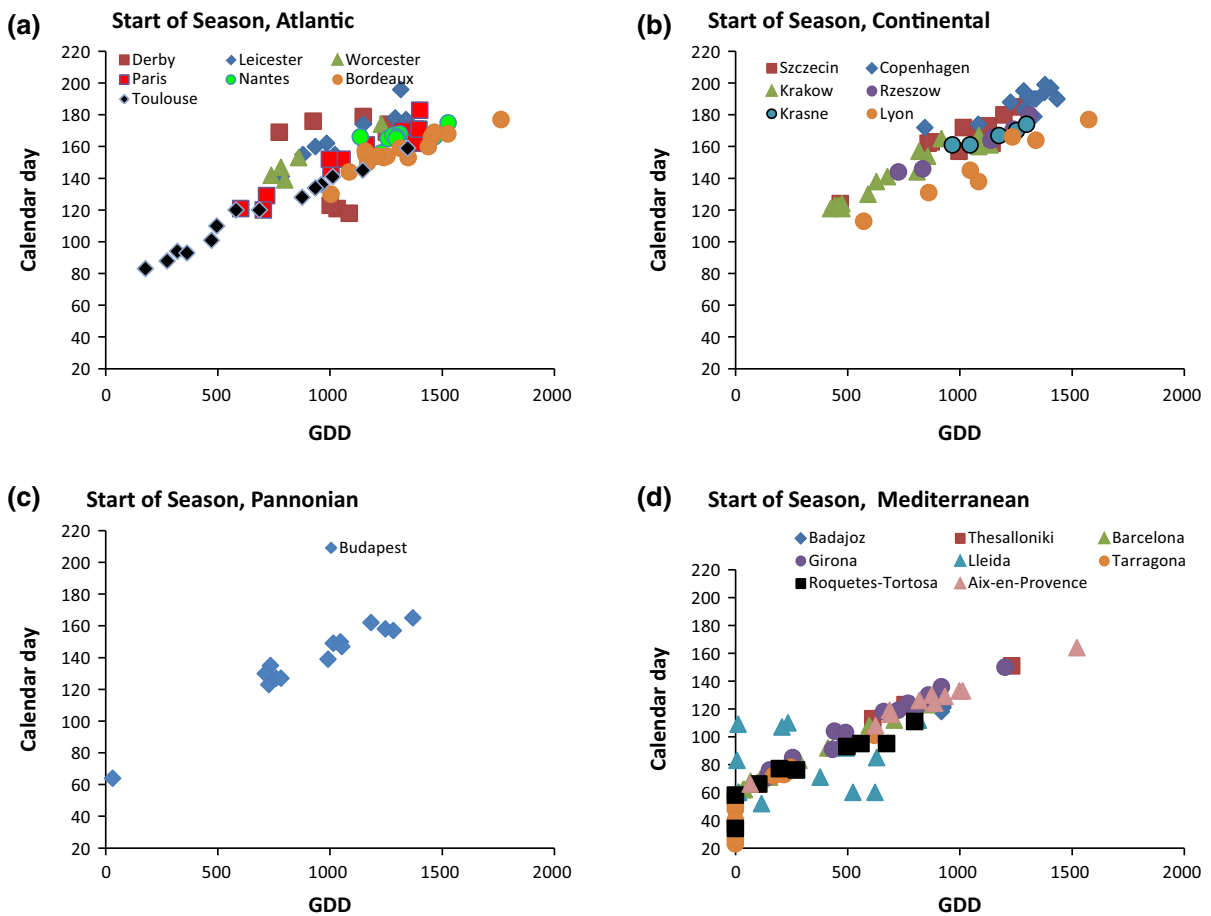 (a) Start of Season, Atlantic
Calendar day
220
200
180
160
140
120
100
80
60
40
20
Derby Leicester Worcester
Paris Nantes Bordeaux
Toulouse
0 500 1000 1500 2000
GDD
(b) Start of Season, Continental
Calendar day
220
200
180
160
140
120
100
80
60
40
20
Szczecin Copenhagen
Krakow Rzeszow
Krasne Lyon
0 500 1000 1500 2000
GDD
(c) Start of Season, Pannonian
Calendar day
220
200
180
160
140
120
100
80
60
40
20
Budapest
0 500 1000 1500 2000
GDD
(d) Start of Season, Mediterranean
Badajoz Thesalloniki Barcelona
Girona Lleida Tarragona
Roquetes-Tortosa Aix-en-Provence
Calendar day
220
200
180
160
140
120
100
80
60
40
20
0 500 1000 1500 2000
GDD